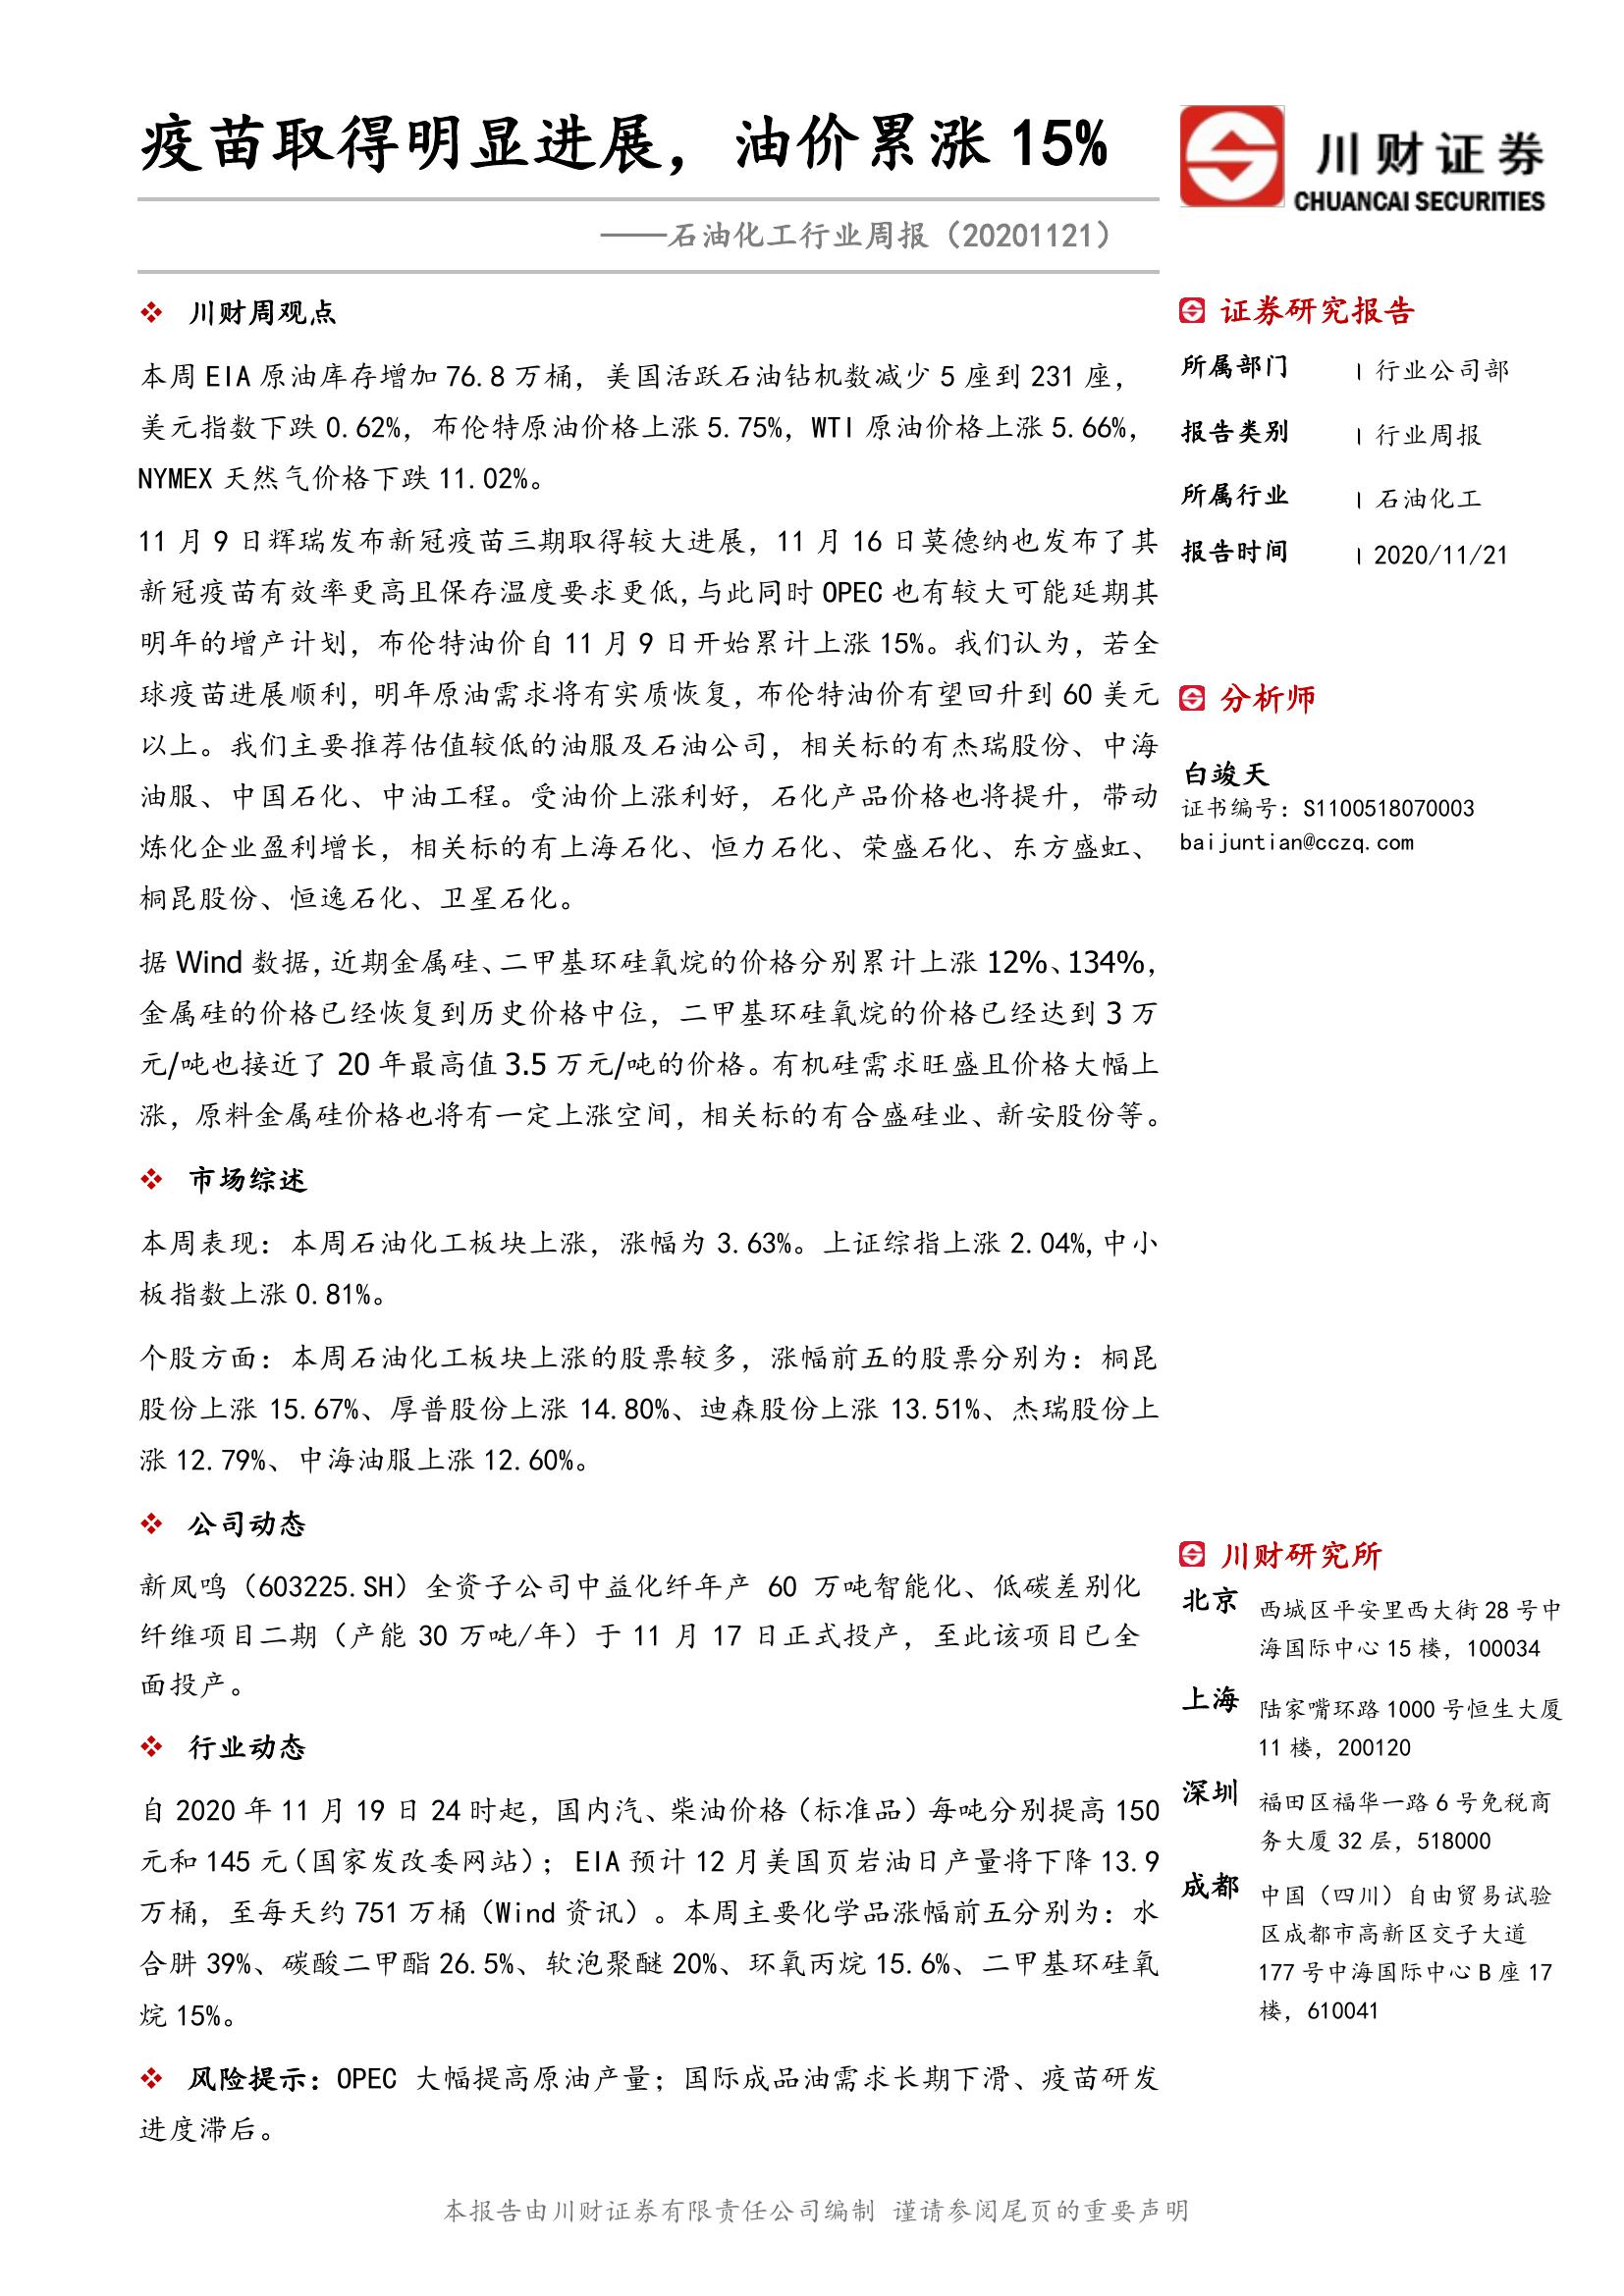 疫苗取得明显进展，油价累涨 15%
——石油化工行业周报（20201121）
川财证券
CHUANCAI SECURITIES
川财周观点
本周 EIA 原油库存增加 76.8 万桶，美国活跃石油钻机数减少 5 座到 231 座，
美元指数下跌 0.62%，布伦特原油价格上涨 5.75%，WTI 原油价格上涨 5.66%，
NYMEX 天然气价格下跌 11.02%。
11 月 9 日辉瑞发布新冠疫苗三期取得较大进展，11 月 16 日莫德纳也发布了其
新冠疫苗有效率更高且保存温度要求更低，与此同时 OPEC 也有较大可能延期其
明年的增产计划，布伦特油价自 11 月 9 日开始累计上涨 15%。我们认为，若全
球疫苗进展顺利，明年原油需求将有实质恢复，布伦特油价有望回升到 60 美元
以上。我们主要推荐估值较低的油服及石油公司，相关标的有杰瑞股份、中海
油服、中国石化、中油工程。受油价上涨利好，石化产品价格也将提升，带动
炼化企业盈利增长，相关标的有上海石化、恒力石化、荣盛石化、东方盛虹、
桐昆股份、恒逸石化、卫星石化。
据 Wind 数据，近期金属硅、二甲基环硅氧烷的价格分别累计上涨 12%、134%，
金属硅的价格已经恢复到历史价格中位，二甲基环硅氧烷的价格已经达到 3 万
元/吨也接近了 20 年最高值 3.5 万元/吨的价格。有机硅需求旺盛且价格大幅上
涨，原料金属硅价格也将有一定上涨空间，相关标的有合盛硅业、新安股份等。
市场综述
本周表现：本周石油化工板块上涨，涨幅为 3.63%。上证综指上涨 2.04%,中小
板指数上涨 0.81%。
个股方面：本周石油化工板块上涨的股票较多，涨幅前五的股票分别为：桐昆
股份上涨 15.67%、厚普股份上涨 14.80%、迪森股份上涨 13.51%、杰瑞股份上
涨 12.79%、中海油服上涨 12.60%。
公司动态
新凤鸣（603225.SH）全资子公司中益化纤年产 60 万吨智能化、低碳差别化
纤维项目二期（产能 30 万吨/年）于 11 月 17 日正式投产，至此该项目已全
面投产。
行业动态
自 2020 年 11 月 19 日 24 时起，国内汽、柴油价格（标准品）每吨分别提高 150
元和 145 元（国家发改委网站）；EIA 预计 12 月美国页岩油日产量将下降 13.9
万桶，至每天约 751 万桶（Wind 资讯）。本周主要化学品涨幅前五分别为：水
合肼 39%、碳酸二甲酯 26.5%、软泡聚醚 20%、环氧丙烷 15.6%、二甲基环硅氧
烷 15%。
风险提示：OPEC 大幅提高原油产量；国际成品油需求长期下滑、疫苗研发
进度滞后。
证券研究报告
所属部门 | 行业公司部
报告类别 | 行业周报
所属行业 | 石油化工
报告时间 | 2020/11/21
分析师
白竣天
证书编号：S1100518070003
baijuntian@cczq.com
川财研究所
北京 西城区平安里西大街 28 号中
海国际中心 15 楼，100034
上海 陆家嘴环路 1000 号恒生大厦
11 楼，200120
深圳 福田区福华一路 6 号免税商
务大厦 32 层，518000
成都 中国（四川）自由贸易试验
区成都市高新区交子大道
177 号中海国际中心 B 座 17
楼，610041
本报告由川财证券有限责任公司编制 谨请参阅尾页的重要声明